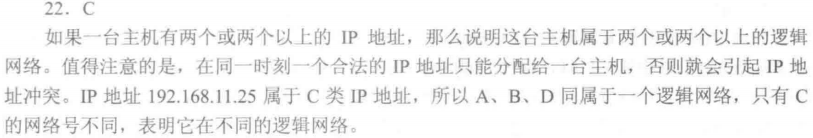 22．C
如果一台主机有两个或两个以上的 IP 地址，那么说明这台主机属于两个或两个以上的逻辑
网络。值得注意的是，在同一时刻一个合法的 IP 地址只能分配给一台主机，否则就会引起 IP 地
址冲突。IP 地址 192.168.11.25 属于 C 类 IP 地址，所以 A、B、D 同属于一个逻辑网络，只有 C
的网络号不同，表明它在不同的逻辑网络。